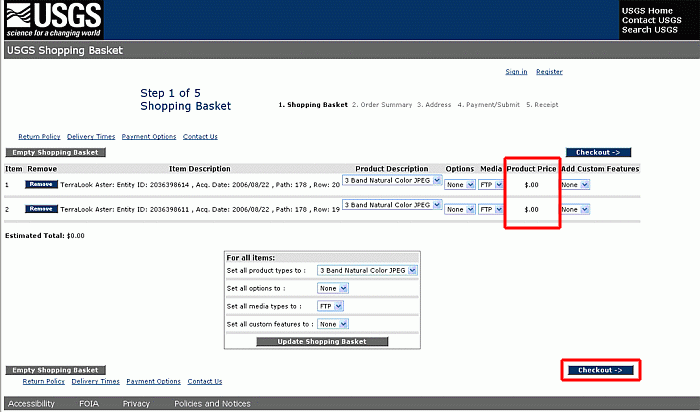 USGS
science for a changing world
USGS Home
Contact USGS
Search USGS
USGS Shopping Basket
Sign in Register
Step 1 of 5
Shopping Basket
1. Shopping Basket 2. Order Summary 3. Address 4. Payment/Submit 5. Receipt
Return Policy Delivery Times Payment Options Contact Us
Empty Shopping Basket Checkout ->
Item Remove Item Description Product Description Options Media Product Price Add Custom Features
1 Remove TerraLook Aster: Entity ID: 2036398614 , Acq. Date: 2006/08/22 , Path: 178 , Row: 20 3 Band Natural Color JPEG None FTP $.00 None
2 Remove TerraLook Aster: Entity ID: 2036398611 , Acq. Date: 2006/08/22 , Path: 178 , Row: 19 3 Band Natural Color JPEG None FTP $.00 None
Estimated Total: $0.00
For all items:
Set all product types to : 3 Band Natural Color JPEG
Set all options to : None
Set all media types to : FTP
Set all custom features to : None
Update Shopping Basket
Empty Shopping Basket Checkout ->
Return Policy Delivery Times Payment Options Contact Us
Accessibility FOIA Privacy Policies and Notices